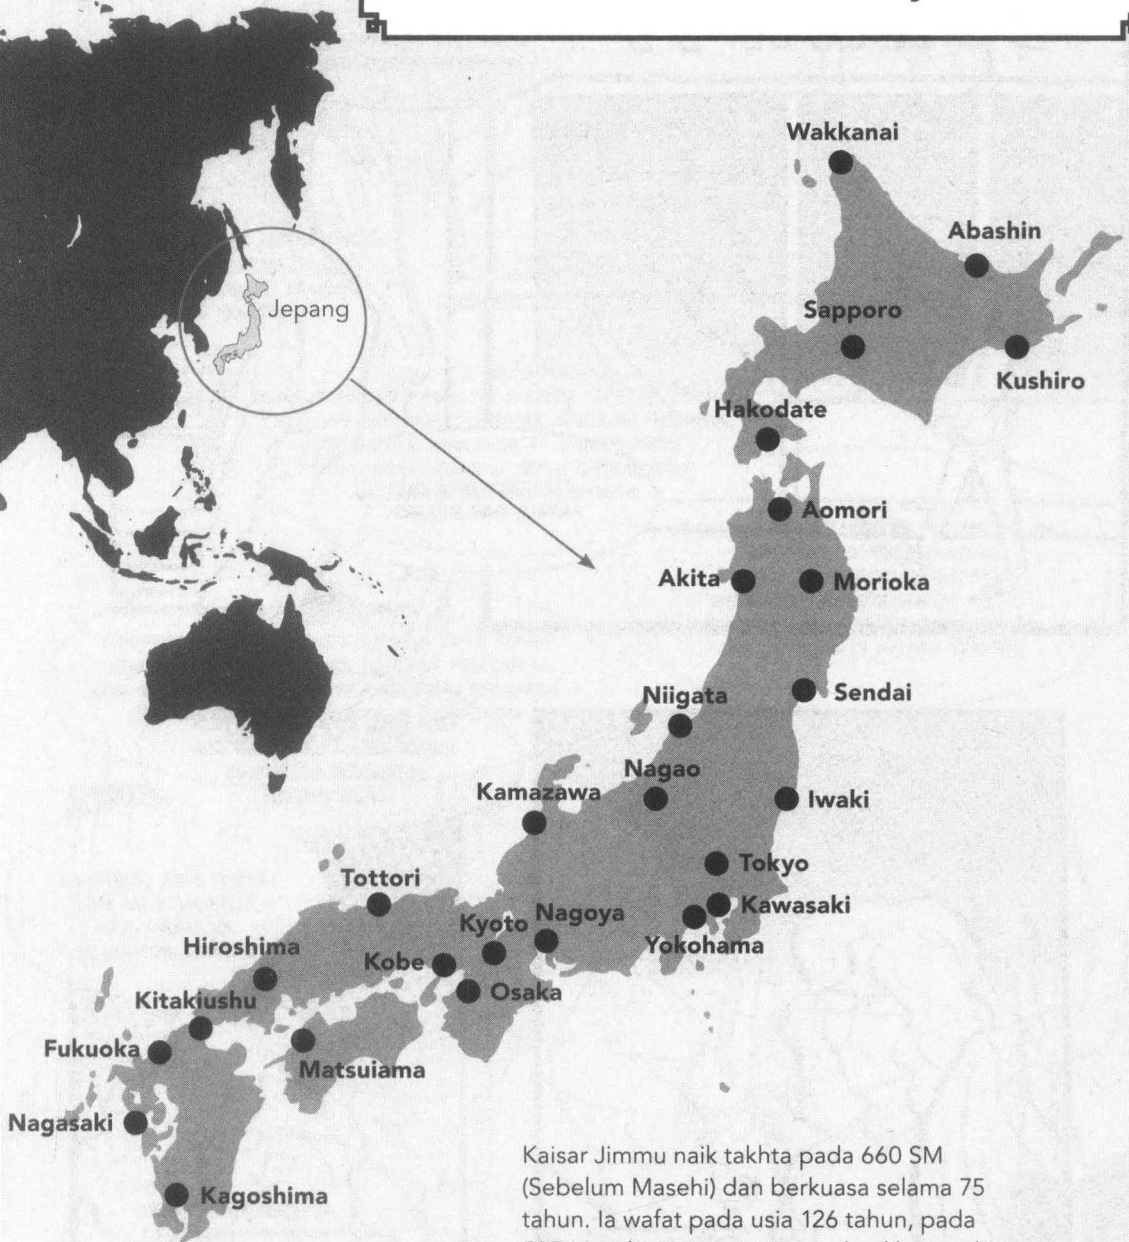 Wakkanai
Abashin
Jepang
Sapporo
Kushiro
Hakodate
Aomori
Akita
Morioka
Sendai
Niigata
Nagao
Kamazawa
Iwaki
Tokyo
Tottori
Kawasaki
Nagoya
Kyoto
Yokohama
Hiroshima
Kobe
Osaka
Kitakiushu
Fukuoka
Matsuiama
Nagasaki
Kagoshima
Kaisar Jimmu naik takhta pada 660 SM
(Sebelum Masehi) dan berkuasa selama 75
tahun. Ia wafat pada usia 126 tahun, pada